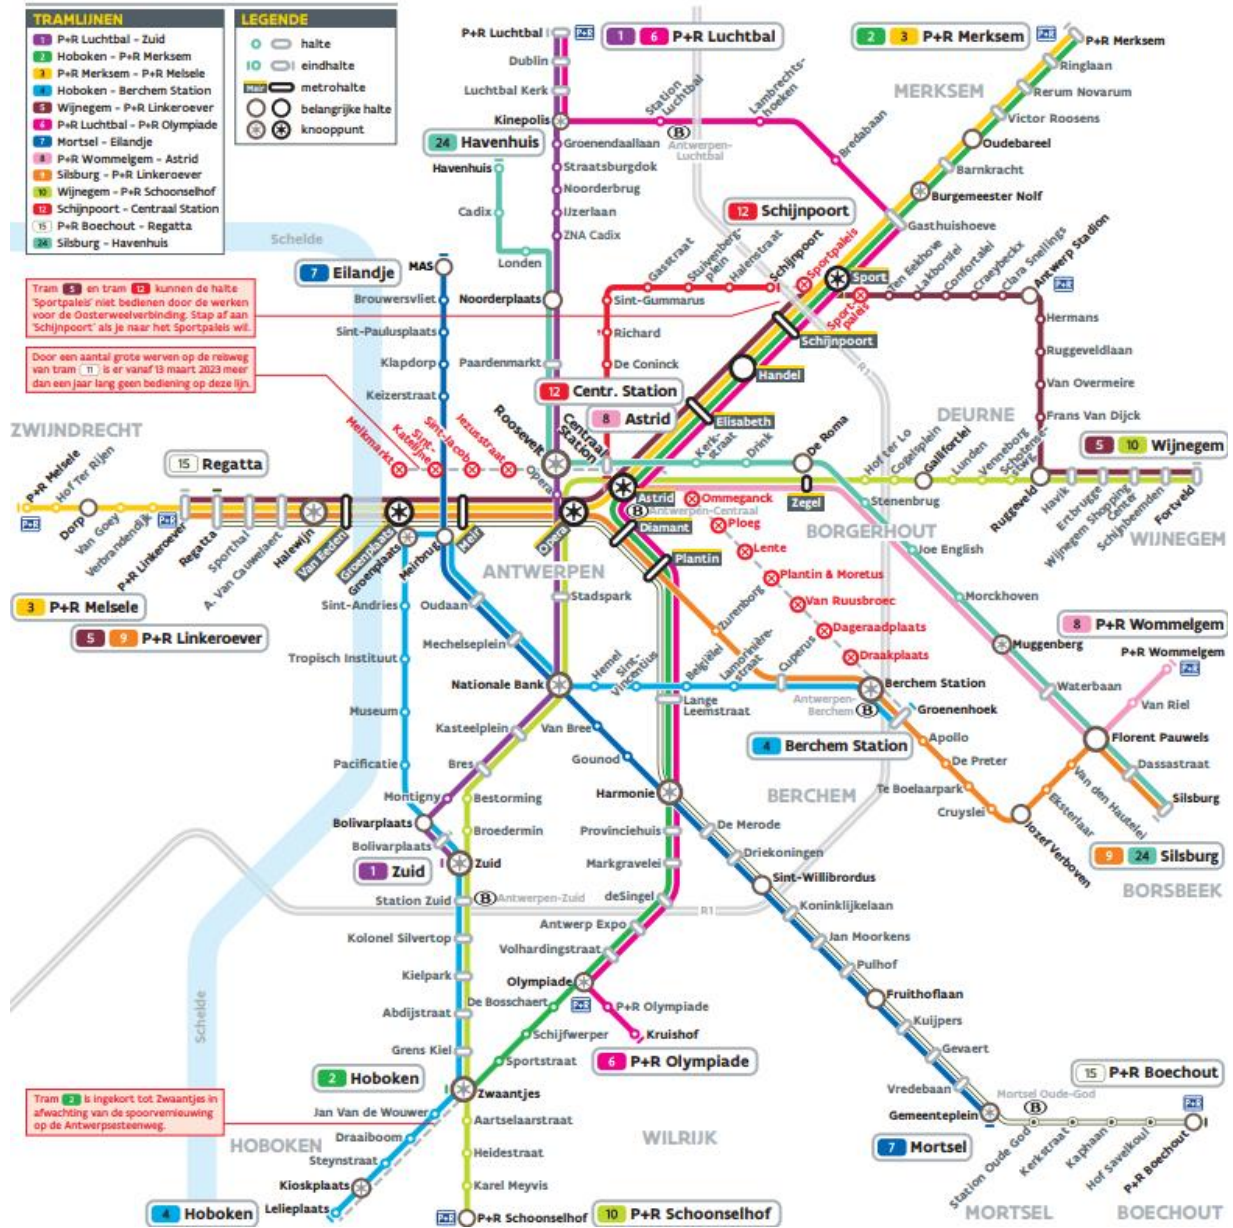 TRAMLIJNEN
1 P+R Luchtbal - Zuid
2 Hoboken - P+R Merksem
3 P+R Merksem - P+R Melsele
4 Hoboken - Berchem Station
5 Wijnegem - P+R Linkeroever
6 P+R Luchtbal - P+R Olympiade
7 Mortsel - Eilandje
8 P+R Wommelgem - Astrid
9 Silsburg - P+R Linkeroever
10 Wijnegem - P+R Schoonselhof
12 Schijnpoort - Centraal Station
15 P+R Boechout - Regatta
24 Silsburg - Havenhuis
LEGENDE
halte
eindhalte
Meir metrohalte
belangrijke halte
knooppunt
P+R Luchtbal P+R
1 6 P+R Luchtbal
Dublin
Luchtbal Kerk
Kinepolis
Station Luchtbal
Lambrechts-
hoeken
B
Antwerpen-
Luchtbal
Bredabaan
2 3 P+R Merksem
P+R
P+R Merksem
Ringlaan
MERKSEM
Rerum Novarum
Victor Roosens
Oudebareel
Barnkracht
Burgemeester Nolf
Gasthuishoeve
24 Havenhuis
Havenhuis
Cadix
Londen
Groenendaallaan
Straatsburgdok
Noorderbrug
IJzerlaan
ZNA Cadix
Noorderplaats
Paardenmarkt
12 Schijnpoort
Gasstraat
Stuivenberg-
plein
Halenstraat
Schijnpoort
Sportpaleis
Sport
Sport-
paleis
Sint-Gummarus
Richard
De Coninck
Schijnpoort
Handel
Elisabeth
R1
Ten Eekhove
Lakborslei
Confortalei
Craeybeckx
Clara Snellings
Antwerp Stadion
P+R
Hermans
Ruggeveldlaan
Van Overmeire
Frans Van Dijck
DEURNE
5 10 Wijnegem
Schelde
7 Eilandje
MAS
Brouwersvliet
Sint-Paulusplaats
Klapdorp
Keizerstraat
Tram 5 en tram 12 kunnen de halte
'Sportpaleis' niet bedienen door de werken
voor de Oosterweelverbinding. Stap af aan
'Schijnpoort' als je naar het Sportpaleis wil.
Door een aantal grote werven op de reisweg
van tram 11 is er vanaf 13 maart 2023 meer
dan een jaar lang geen bediening op deze lijn.
12 Centr. Station
8 Astrid
Melkmarkt
Sint-
Katelijne
Sint-Jacob
Jezusstraat
Roosevelt
Centraal
Station
Opera
Kerk-
straat
Drink
De Roma
Hof ter Lo
Cogelsplein
Gallifortlei
Lunden
Venneborg
Schotense-
stwg.
Ruggeveld
Havik
Ertbrugge
Wijnegem Shopping
Center
Schijnbeemden
Fortveld
WIJNEGEM
ZWIJNDRECHT
15 Regatta
P+R Melsele
P+R
Hof Ter Rijen
Dorp
Van Goey
Verbrandendijk
P+R
P+R Linkeroever
Regatta
Sporthal
A. Van Cauwelaert
Halewijn
Van Eeden
Groenplaats
Groenplaats
Meirbrug
Meir
Opera
Astrid
B Antwerpen-Centraal
Diamant
Plantin
Ommeganck
Ploeg
Lente
Plantin & Moretus
Van Ruusbroec
Dageraadplaats
Draakplaats
Zegel
Stenenbrug
BORGERHOUT
Joe English
Morckhoven
Muggenberg
Waterbaan
8 P+R Wommelgem
P+R Wommelgem
P+R
Van Riel
Florent Pauwels
Dassastraat
Silsburg
9 24 Silsburg
BORSBEEK
3 P+R Melsele
5 9 P+R Linkeroever
ANTWERPEN
Stadspark
Sint-Andries
Oudaan
Tropisch Instituut
Mechelseplein
Nationale Bank
Museum
Pacificatie
Kasteelplein
Bres
Montigny
Bolivarplaats
Bolivarplaats
1 Zuid
Zuid
Bestorming
Broedermin
Hemel
Sint-
Vincentius
Belgiëlei
Lamorinière-
straat
Zurenborg
Cuperus
Berchem Station
Antwerpen-
Berchem B
Groenenhoek
4 Berchem Station
Apollo
De Preter
Te Boelaarpark
Cruyslei
Jozef Verboven
Eksterlaar
Van den Hautelei
Van Bree
Gounod
Lange
Leemstraat
Harmonie
BERCHEM
Provinciehuis
Markgravelei
deSingel
De Merode
Driekoningen
Sint-Willibrordus
Koninklijkelaan
Jan Moorkens
Pulhof
Fruithoflaan
Kuijpers
Gevaert
Vredebaan
Gemeenteplein
7 Mortsel
R1
Station Zuid
B Antwerpen-Zuid
Kolonel Silvertop
Kielpark
Abdijstraat
Grens Kiel
Antwerp Expo
Volhardingstraat
Olympiade
P+R
De Bosschaert
P+R Olympiade
Schijfwerper
Kruishof
Sportstraat
6 P+R Olympiade
2 Hoboken
Zwaantjes
Schelde
Tram 2 is ingekort tot Zwaantjes in
afwachting van de spoorvernieuwing
op de Antwerpsesteenweg.
Jan Van de Wouwer
Draaiboom
HOBOKEN
Steynstraat
Kioskplaats
Lelieplaats
4 Hoboken
Aartselaarstraat
Heidestraat
Karel Meyvis
P+R P+R Schoonselhof
10 P+R Schoonselhof
WILRIJK
15 P+R Boechout
Mortsel Oude-God
B
P+R
Station Oude God
Kerkstraat
Kaphaan
Hof Savelkoul
P+R Boechout
MORTSEL
BOECHOUT